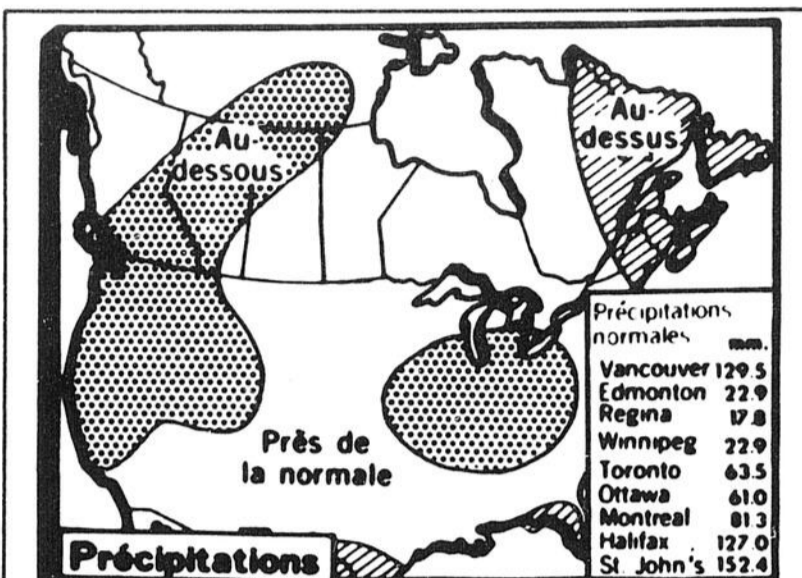 Au-
dessous
Au-
dessus
Près de
la normale
Précipitations
Précipitations
normales mm.
Vancouver 129.5
Edmonton 22.9
Regina 17.8
Winnipeg 22.9
Toronto 63.5
Ottawa 61.0
Montreal 81.3
Halifax 127.0
St. John's 152.4